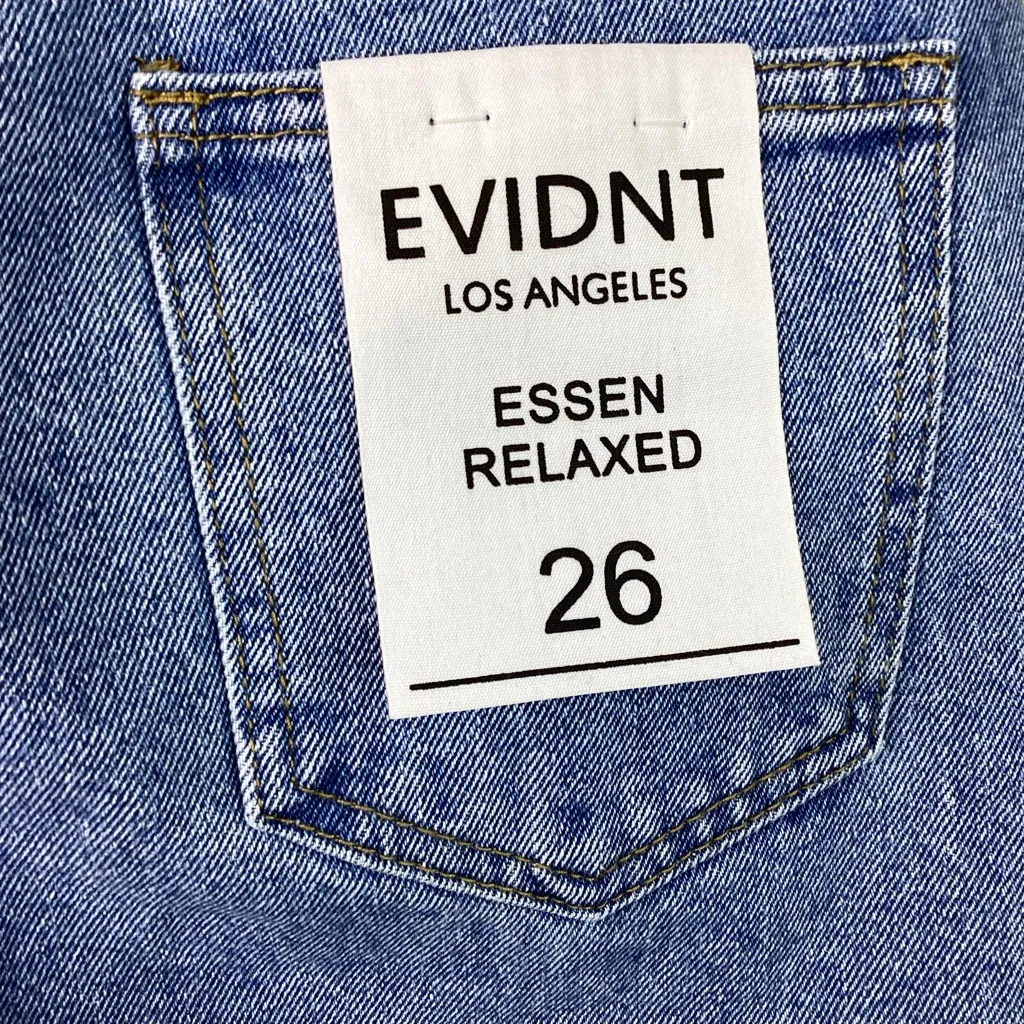 EVIDNT
LOS ANGELES
ESSEN
RELAXED
26